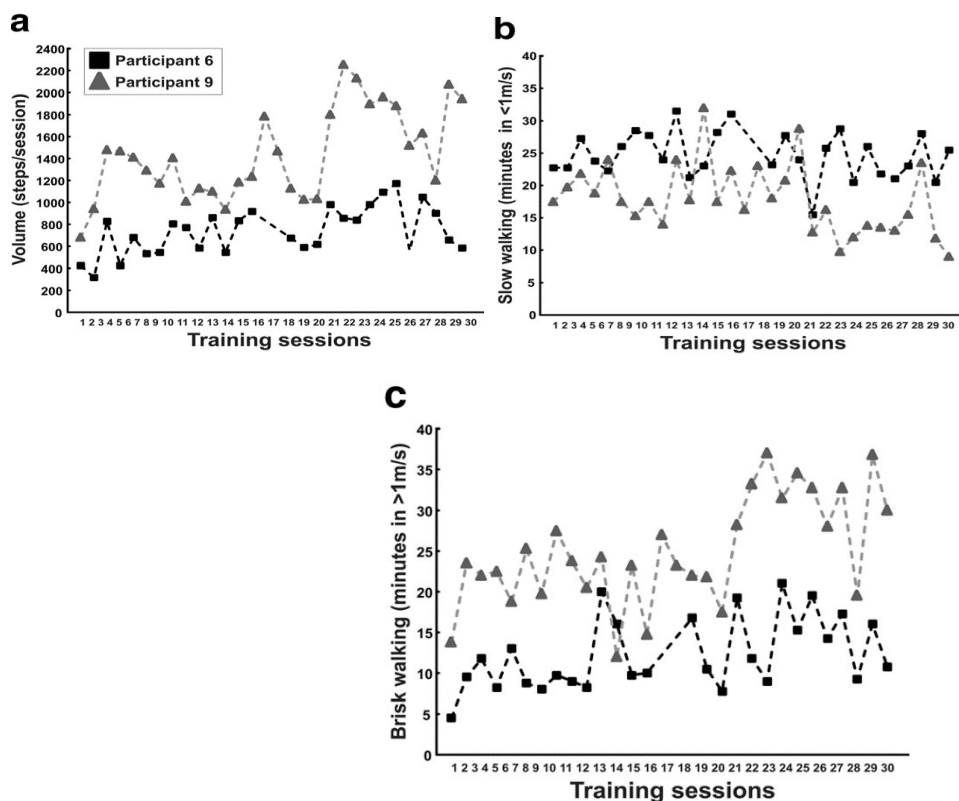 a
Volume (steps/session)
2400
2200
2000
1800
1600
1400
1200
1000
800
600
400
200
0
Participant 6
Participant 9
1 2 3 4 5 6 7 8 9 10 11 12 13 14 15 16 17 18 19 20 21 22 23 24 25 26 27 28 29 30
Training sessions
b
Slow walking (minutes in <1m/s)
40
35
30
25
20
15
10
5
0
1 2 3 4 5 6 7 8 9 10 11 12 13 14 15 16 17 18 19 20 21 22 23 24 25 26 27 28 29 30
Training sessions
c
Brisk walking (minutes in >1m/s)
40
35
30
25
20
15
10
5
0
1 2 3 4 5 6 7 8 9 10 11 12 13 14 15 16 17 18 19 20 21 22 23 24 25 26 27 28 29 30
Training sessions